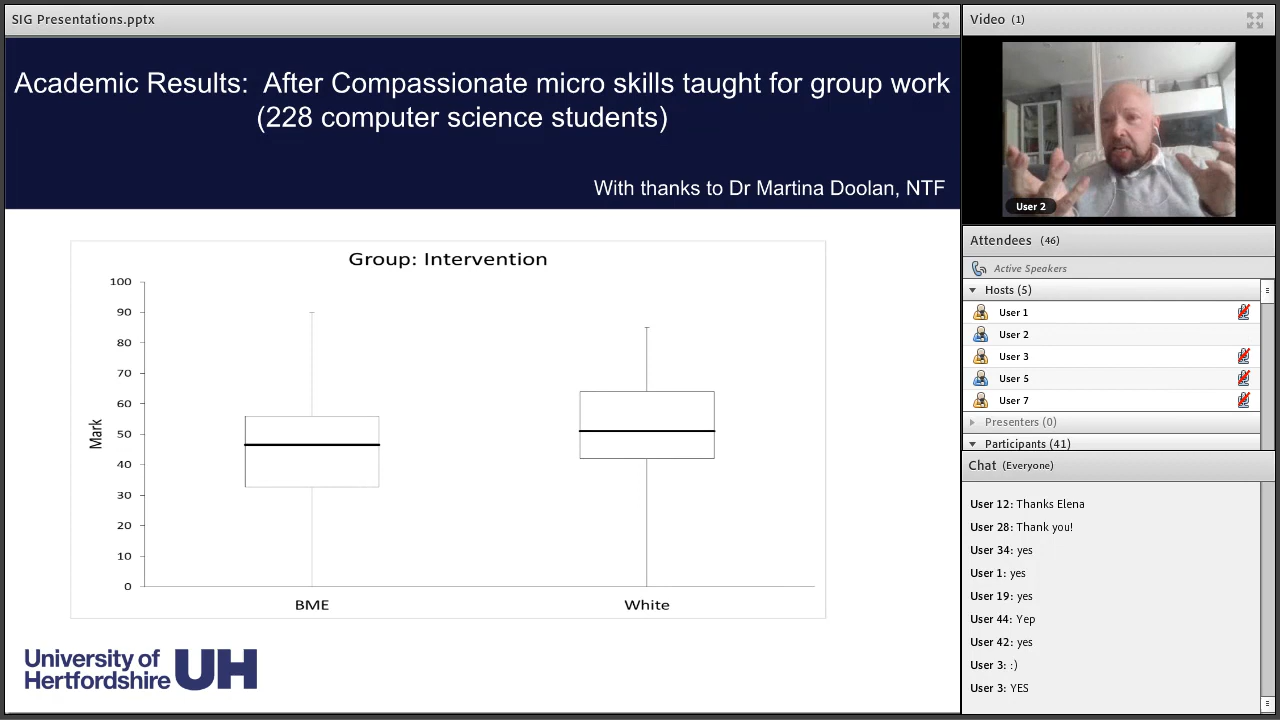 SIG Presentations.pptx
Academic Results: After Compassionate micro skills taught for group work
(228 computer science students)
With thanks to Dr Martina Doolan, NTF
Group: Intervention
100
90
80
70
60
50
40
30
20
10
0
Mark
BME
White
University of
Hertfordshire
UH
Video (1)
User 2
Attendees (46)
Active Speakers
Hosts (5)
User 1
User 2
User 3
User 5
User 7
Presenters (0)
Participants (41)
Chat (Everyone)
User 12: Thanks Elena
User 28: Thank you!
User 34: yes
User 1: yes
User 19: yes
User 44: Yep
User 42: yes
User 3: :)
User 3: YES